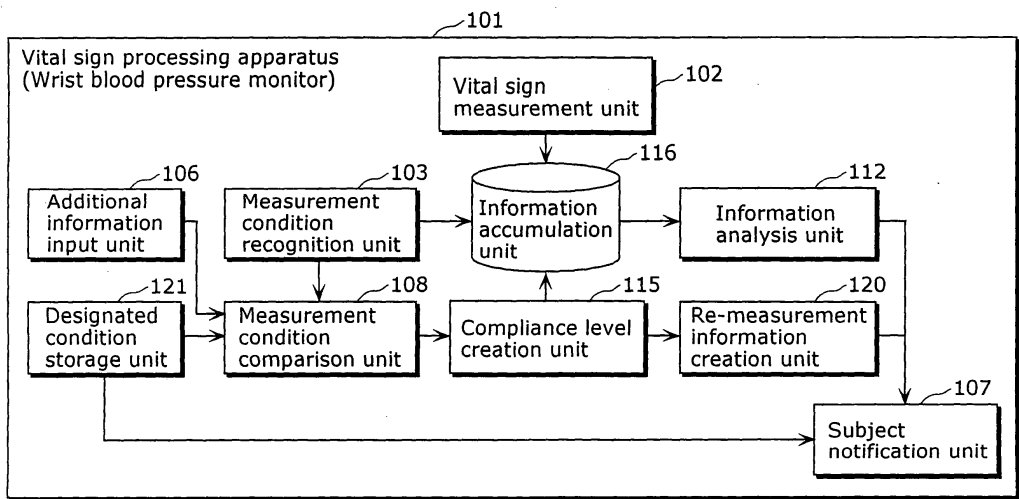 101
Vital sign processing apparatus
(Wrist blood pressure monitor)
102
Vital sign
measurement unit
116
106
103
112
Additional
information
input unit
Measurement
condition
recognition unit
Information
accumulation
unit
Information
analysis unit
121
108
115
120
Designated
condition
storage unit
Measurement
condition
comparison unit
Compliance level
creation unit
Re-measurement
information
creation unit
107
Subject
notification unit